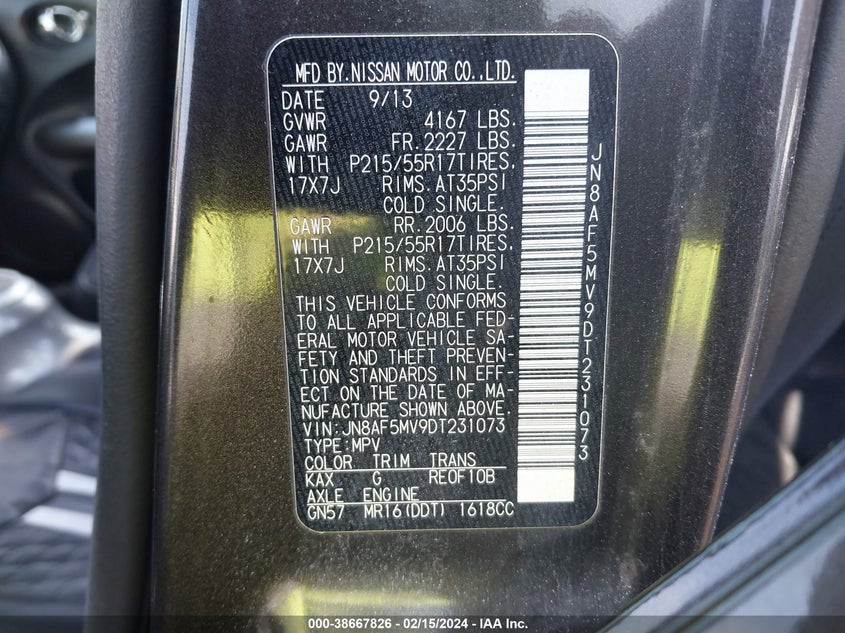 MFD BY.NISSAN MOTOR CO.,LTD.
DATE 9/13
GVWR 4167 LBS.
GAWR FR.2227 LBS.
WITH P215/55R17TIRES.
17X7J RIMS.AT35PSI
COLD SINGLE.
GAWR RR.2006 LBS.
WITH P215/55R17TIRES.
17X7J RIMS.AT35PSI
COLD SINGLE.
THIS VEHICLE CONFORMS
TO ALL APPLICABLE FED-
ERAL MOTOR VEHICLE SA-
FETY AND THEFT PREVEN-
TION STANDARDS IN EFF-
ECT ON THE DATE OF MA-
NUFACTURE SHOWN ABOVE.
VIN:JN8AF5MV9DT231073
TYPE:MPV
COLOR TRIM TRANS
KAX G REOF10B
AXLE ENGINE
GN57 MR16(DDT) 1618CC
JN8AF5MV9DT231073
000-38667826 - 02/15/2024 - IAA Inc.